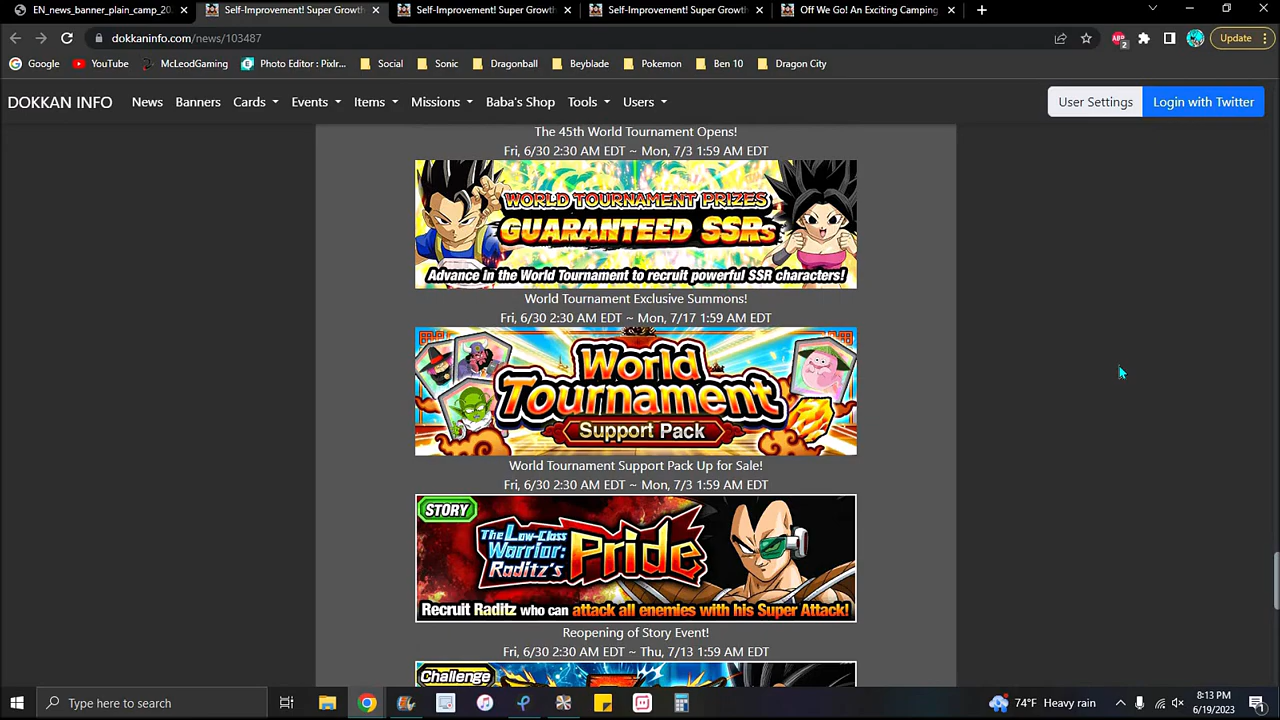 EN_news_banner_plain_camp_20
Self-Improvement! Super Growth
Self-Improvement! Super Growth
Self-Improvement! Super Growth
Off We Go! An Exciting Camping
dokkaninfo.com/news/103487
2
Update
Google
YouTube
McLeodGaming
Photo Editor : Pixlr...
Social
Sonic
Dragonball
Beyblade
Pokemon
Ben 10
Dragon City
DOKKAN INFO
News
Banners
Cards
Events
Items
Missions
Baba's Shop
Tools
Users
User Settings
Login with Twitter
The 45th World Tournament Opens!
Fri, 6/30 2:30 AM EDT ~ Mon, 7/3 1:59 AM EDT
WORLD TOURNAMENT PRIZES
GUARANTEED SSRs
Advance in the World Tournament to recruit powerful SSR characters!
World Tournament Exclusive Summons!
Fri, 6/30 2:30 AM EDT ~ Mon, 7/17 1:59 AM EDT
World
Tournament
Support Pack
World Tournament Support Pack Up for Sale!
Fri, 6/30 2:30 AM EDT ~ Mon, 7/3 1:59 AM EDT
STORY
The Low-Class
Warrior:
Raditz's
Pride
Recruit Raditz who can attack all enemies with his Super Attack!
Reopening of Story Event!
Fri, 6/30 2:30 AM EDT ~ Thu, 7/13 1:59 AM EDT
Challenge
Type here to search
74°F Heavy rain
8:13 PM
6/19/2023
1